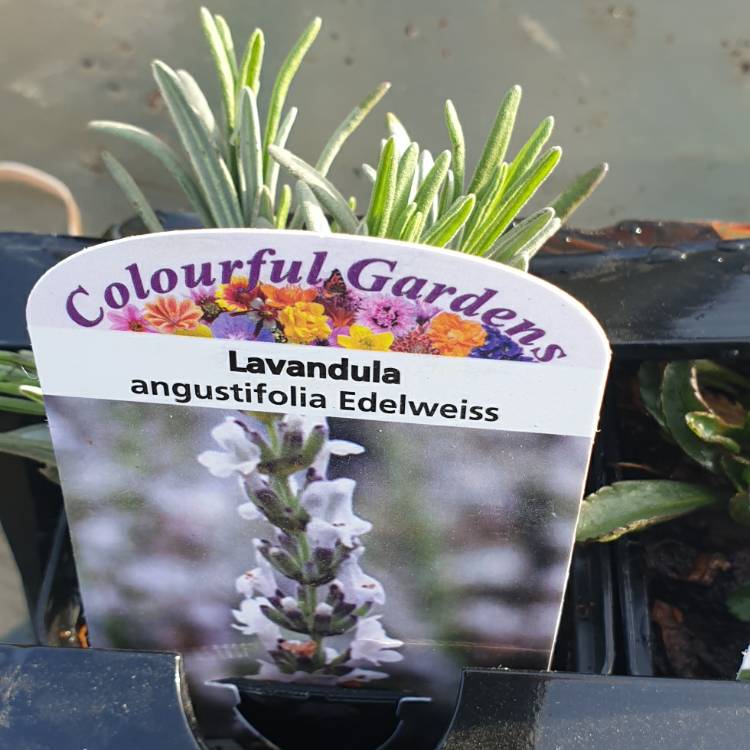 Colourful Gardens
Lavandula
angustifolia Edelweiss